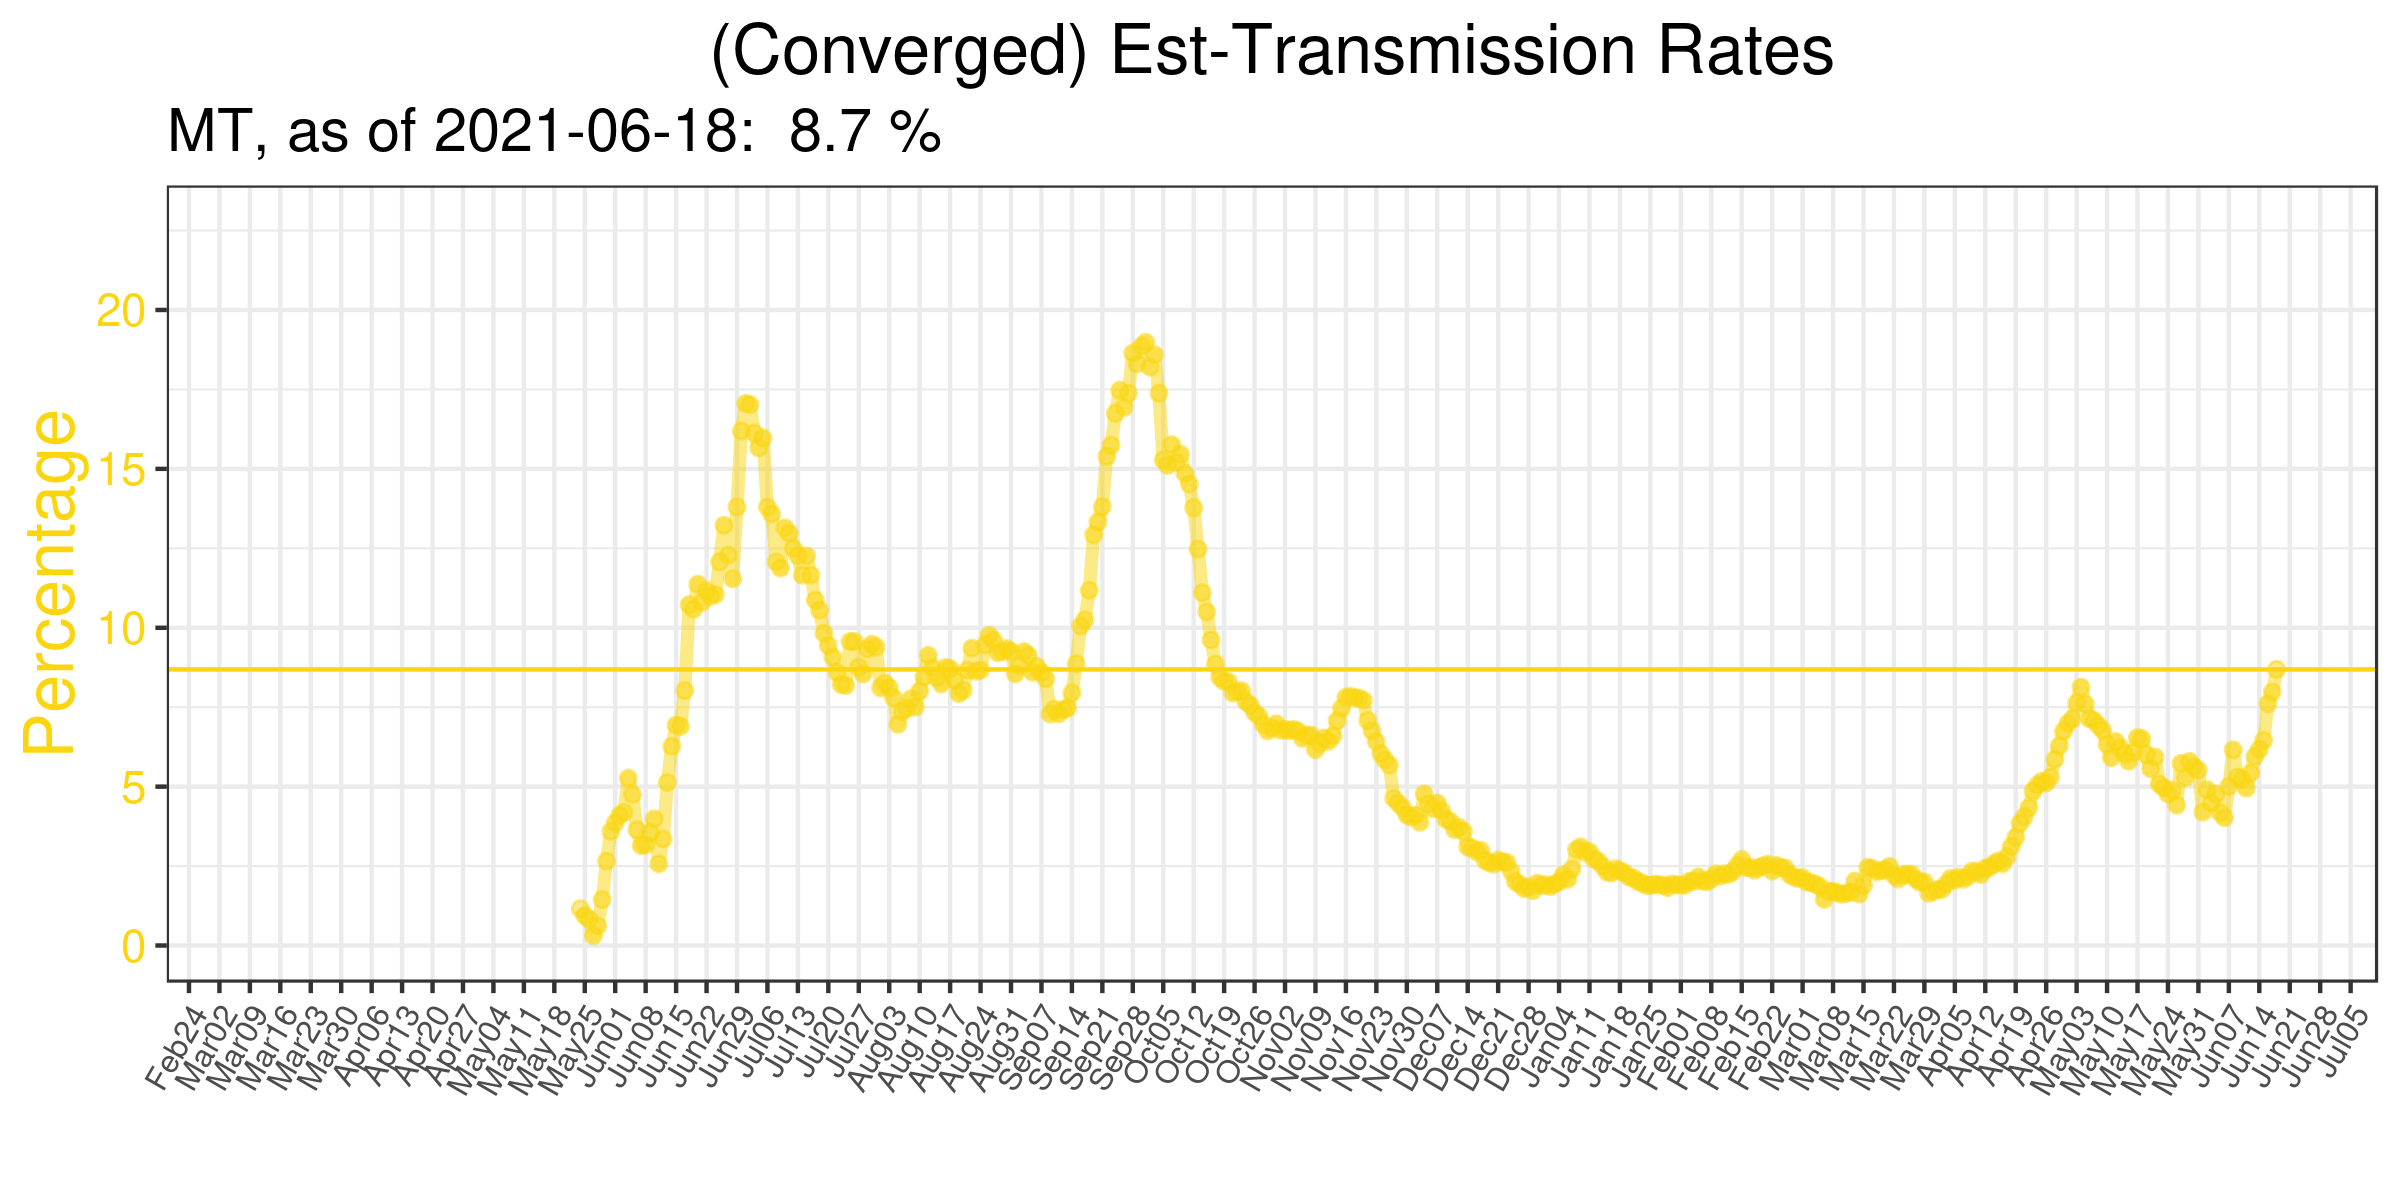 (Converged) Est-Transmission Rates
MT, as of 2021-06-18:  8.7 %
Percentage
20
15
10
5
0
Feb24
Mar02
Mar09
Mar16
Mar23
Mar30
Apr06
Apr13
Apr20
Apr27
May04
May11
May18
May25
Jun01
Jun08
Jun15
Jun22
Jun29
Jul06
Jul13
Jul20
Jul27
Aug03
Aug10
Aug17
Aug24
Aug31
Sep07
Sep14
Sep21
Sep28
Oct05
Oct12
Oct19
Oct26
Nov02
Nov09
Nov16
Nov23
Nov30
Dec07
Dec14
Dec21
Dec28
Jan04
Jan11
Jan18
Jan25
Feb01
Feb08
Feb15
Feb22
Mar01
Mar08
Mar15
Mar22
Mar29
Apr05
Apr12
Apr19
Apr26
May03
May10
May17
May24
May31
Jun07
Jun14
Jun21
Jun28
Jul05